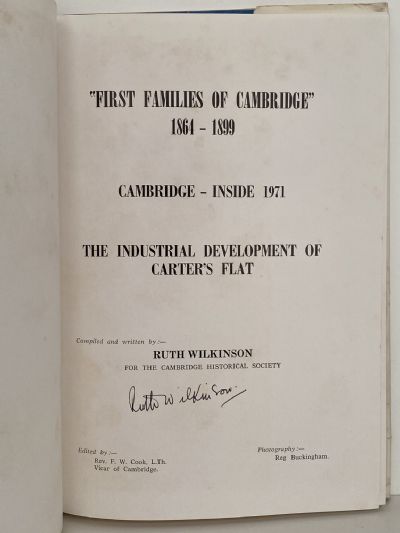 "FIRST FAMILIES OF CAMBRIDGE"
1864 - 1899
CAMBRIDGE - INSIDE 1971
THE INDUSTRIAL DEVELOPMENT OF
CARTER'S FLAT
Compiled and written by :—
RUTH WILKINSON
FOR THE CAMBRIDGE HISTORICAL SOCIETY
Ruth Wilkinson.
Edited by :—
Rev. F. W. Cook, L.Th.
Vicar of Cambridge.
Photography :—
Reg Buckingham.